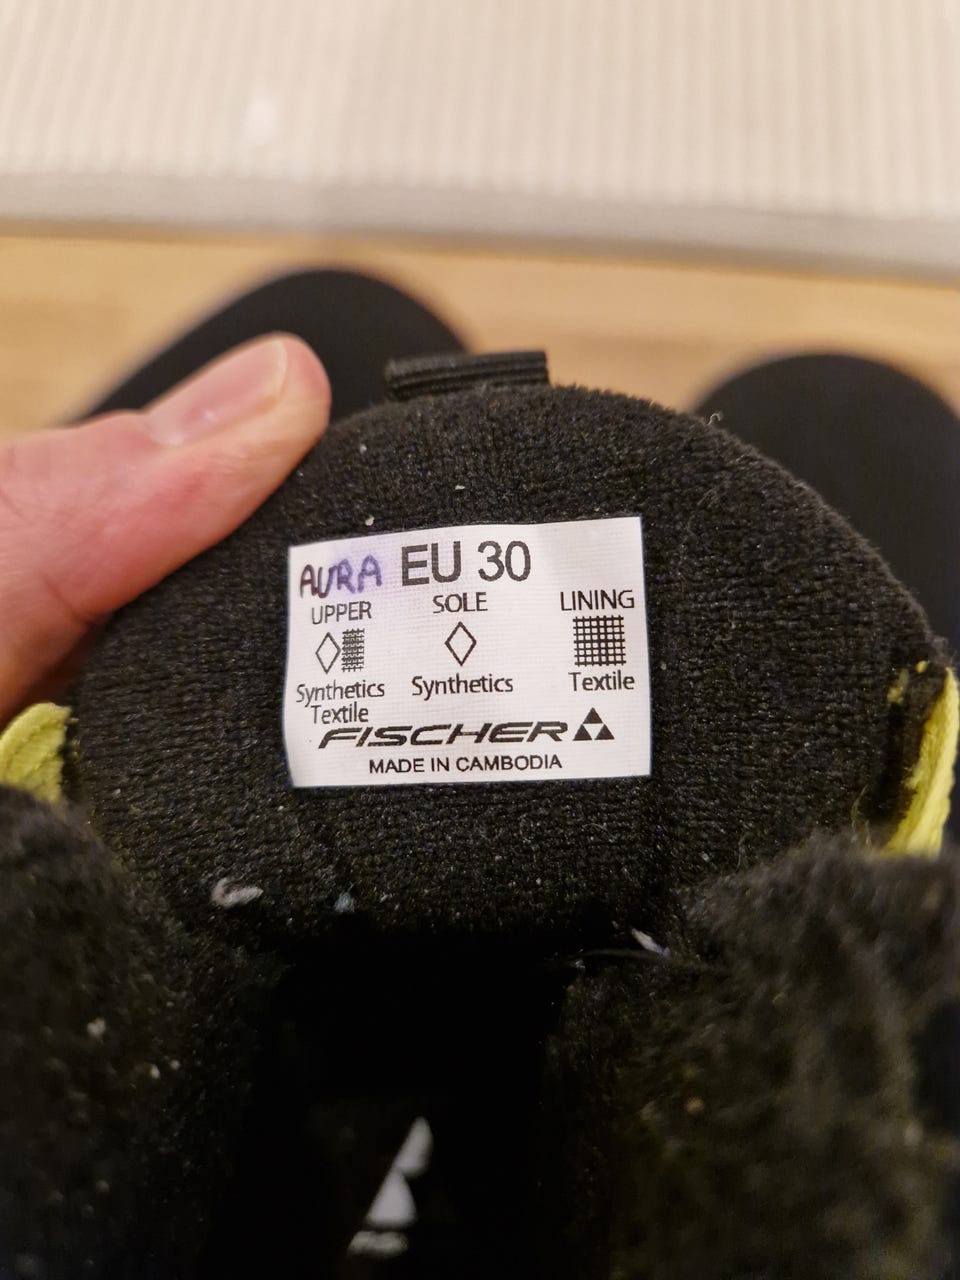 AURA EU 30
UPPER SOLE LINING
Synthetics Textile Synthetics Textile
FISCHER
MADE IN CAMBODIA